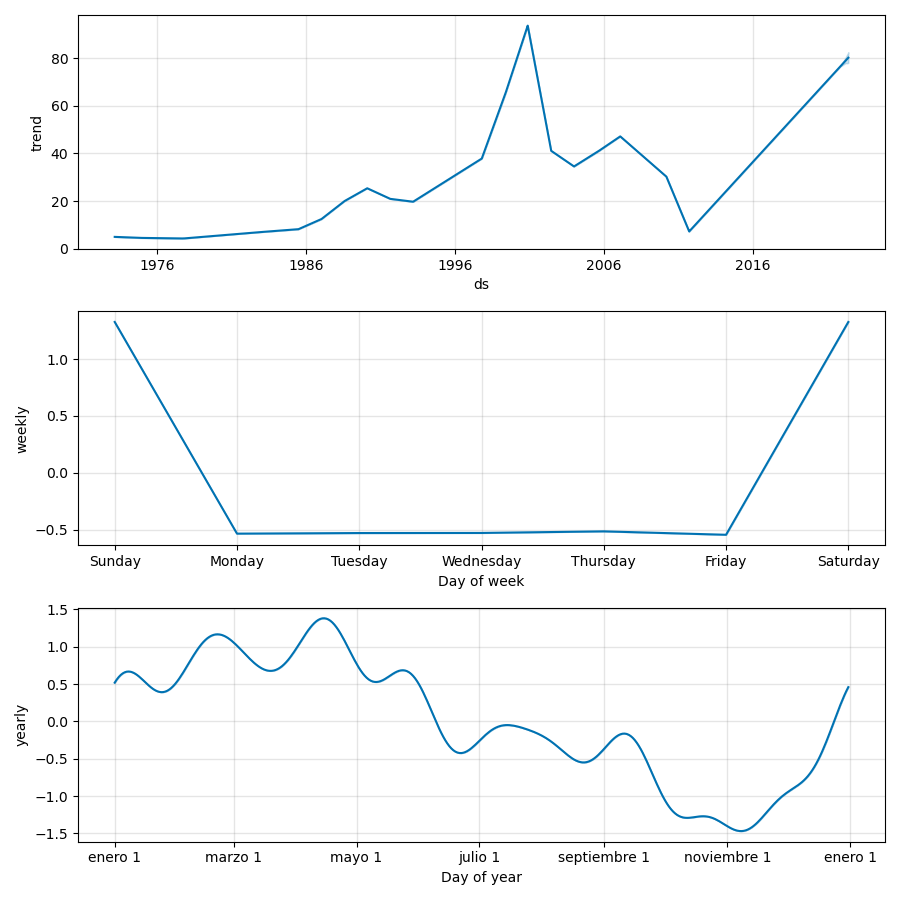 80
60
40
20
0
trend
1976 1986 1996 2006 2016
ds
1.0
0.5
0.0
−0.5
weekly
Sunday Monday Tuesday Wednesday Thursday Friday Saturday
Day of week
1.5
1.0
0.5
0.0
−0.5
−1.0
−1.5
yearly
enero 1 marzo 1 mayo 1 julio 1 septiembre 1 noviembre 1 enero 1
Day of year